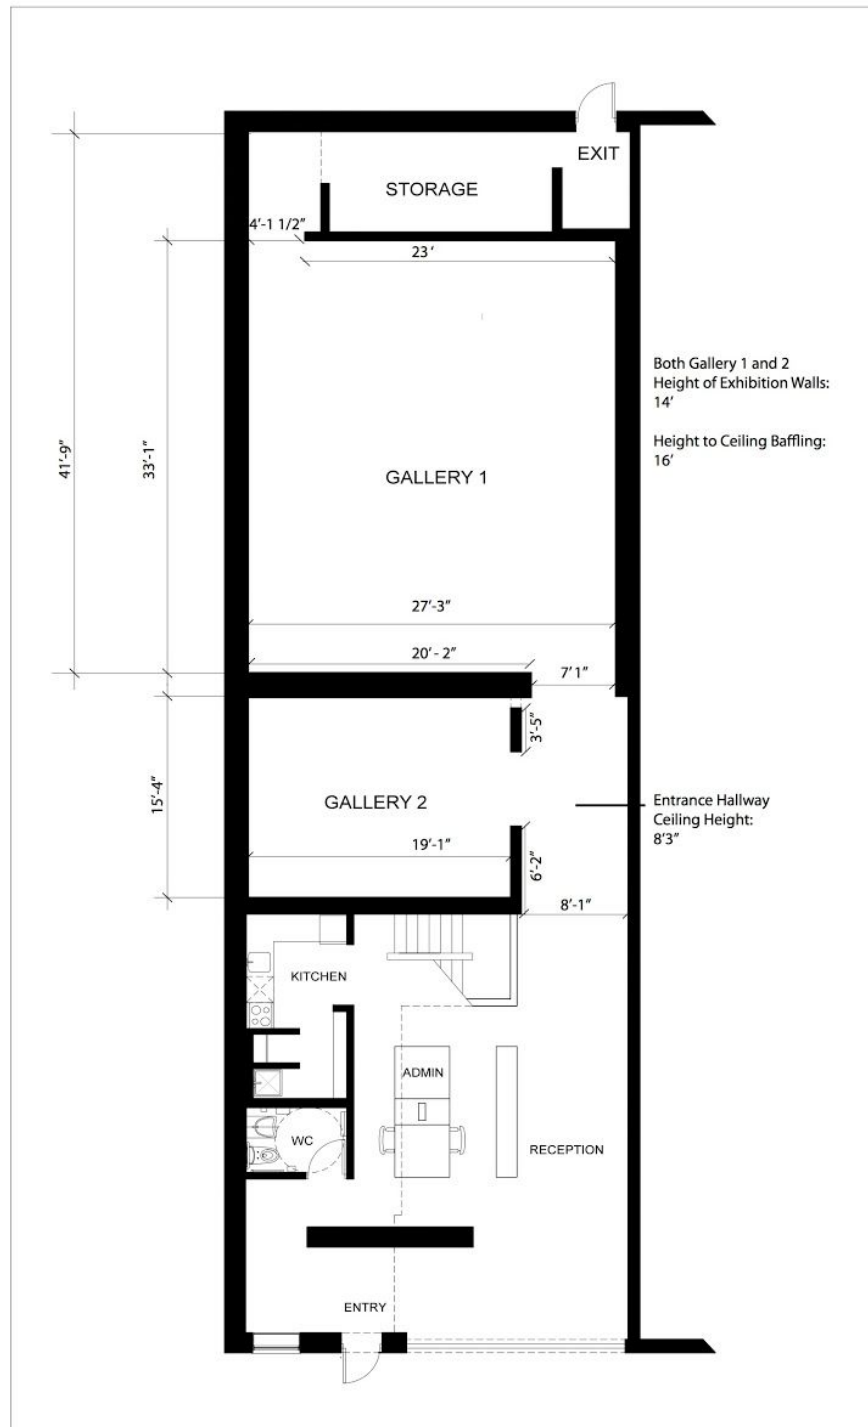 EXIT
STORAGE
4'-1 1/2"
23'
Both Gallery 1 and 2
Height of Exhibition Walls:
14'
Height to Ceiling Baffling:
16'
41'-9"
33'-1"
GALLERY 1
27'-3"
20'- 2"
7'1"
3'-5"
15'-4"
GALLERY 2
Entrance Hallway
Ceiling Height:
8'3"
19'-1"
6'-2"
8'-1"
KITCHEN
ADMIN
WC
RECEPTION
ENTRY